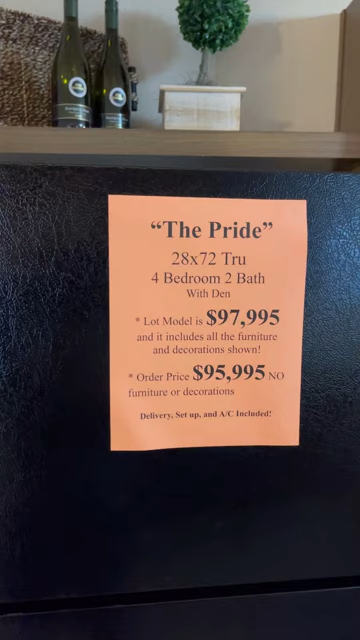 “The Pride”
28x72 Tru
4 Bedroom 2 Bath
With Den
* Lot Model is $97,995
and it includes all the furniture
and decorations shown!
* Order Price $95,995 NO
furniture or decorations
Delivery, Set up, and A/C Included!